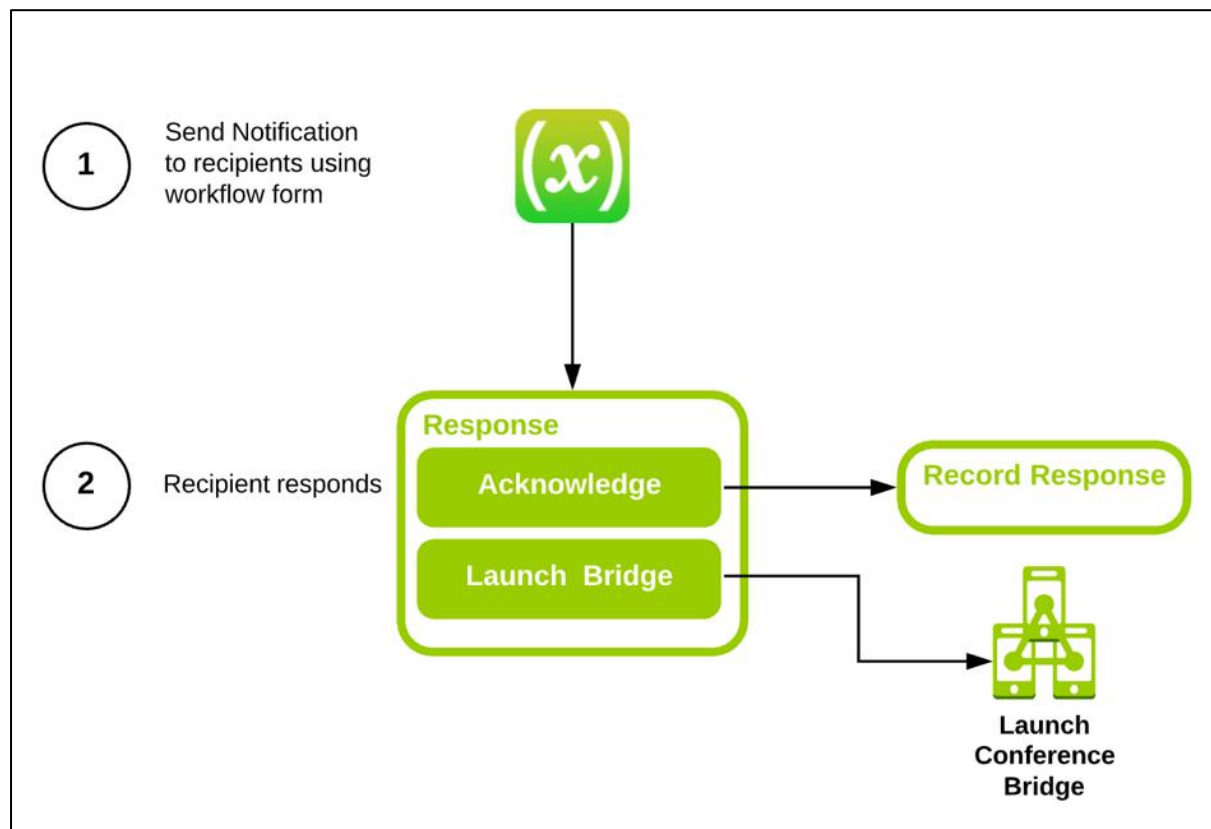 1
Send Notification
to recipients using
workflow form
(x)
2
Recipient responds
Response
Acknowledge
Launch Bridge
Record Response
Launch
Conference
Bridge